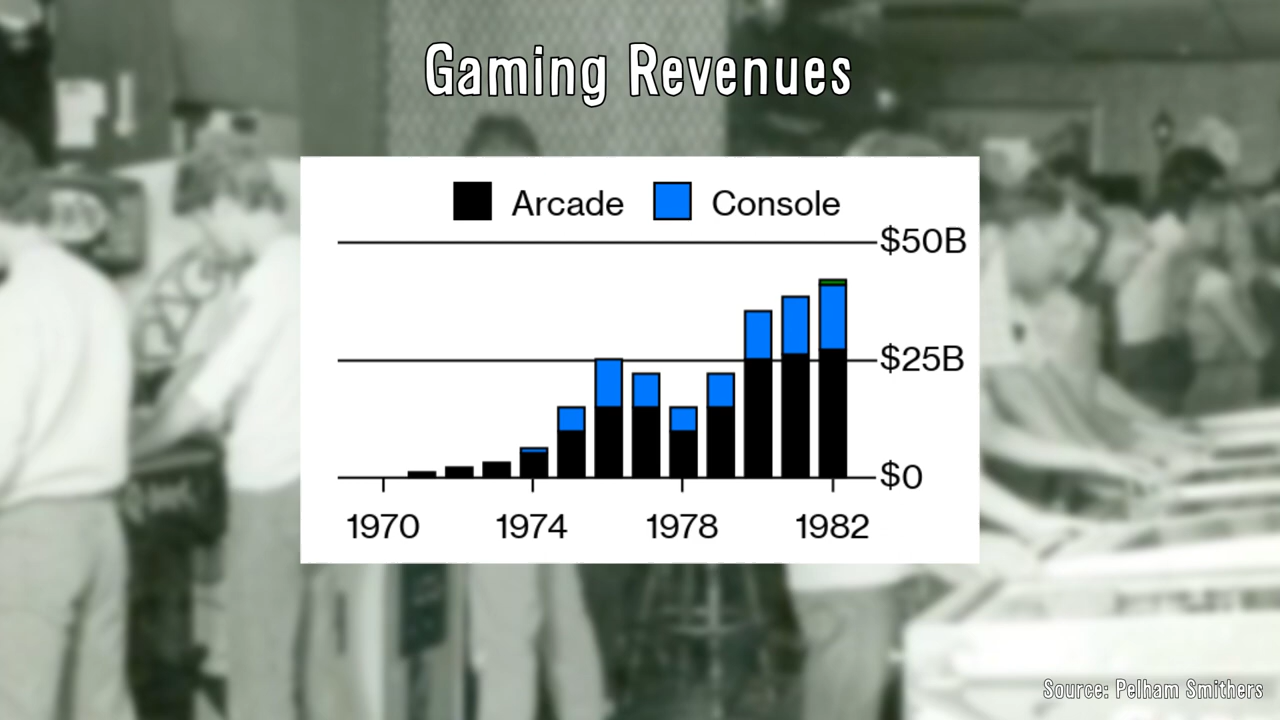 Gaming Revenues
Arcade Console
$50B
$25B
$0
1970 1974 1978 1982
Source: Pelham Smithers